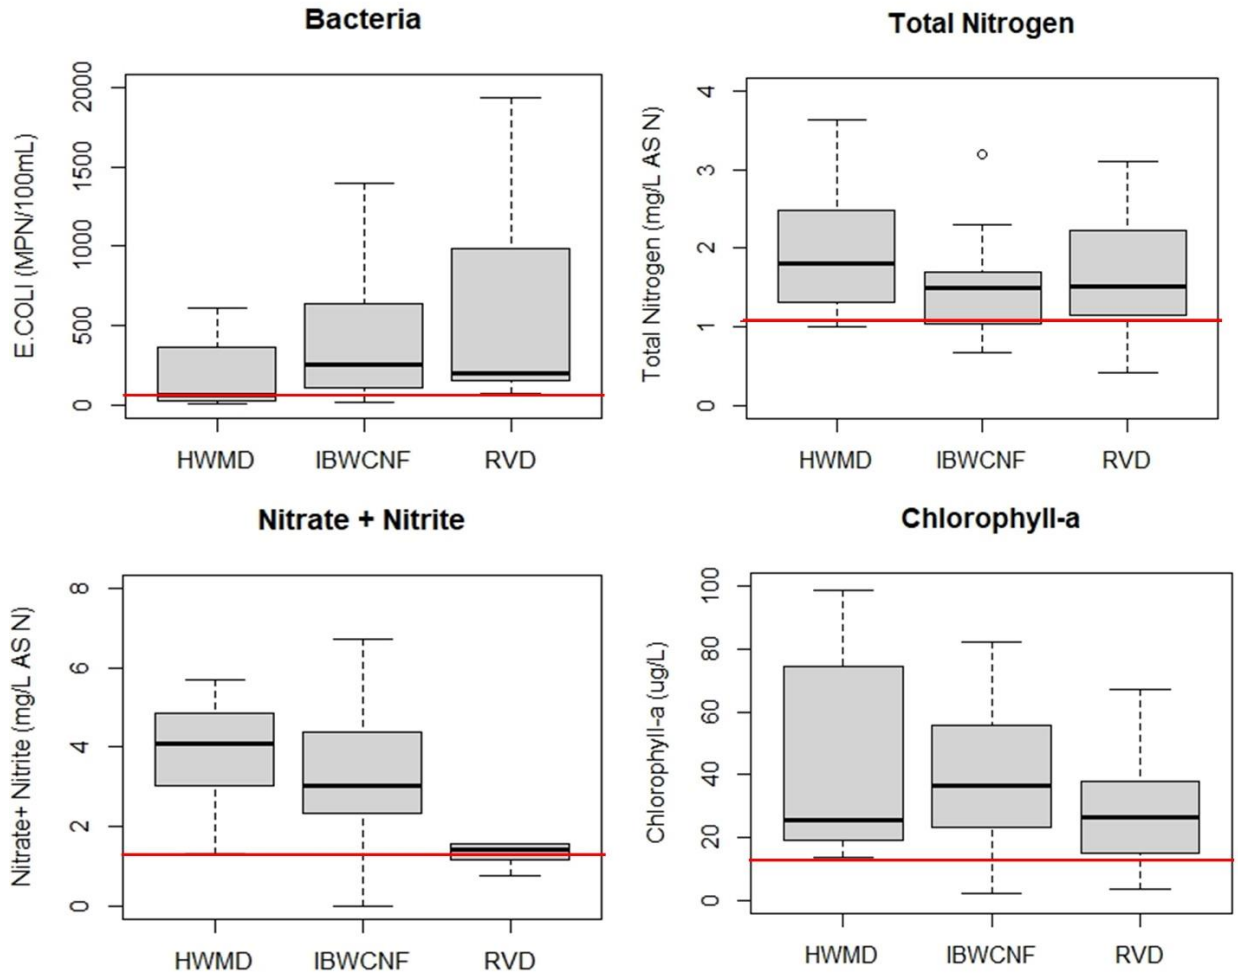 Bacteria
E.COLI (MPN/100mL)
2000
1500
1000
500
0
HWMD IBWCNF RVD
Total Nitrogen
Total Nitrogen (mg/L AS N)
4
3
2
1
0
HWMD IBWCNF RVD
Nitrate + Nitrite
Nitrate+ Nitrite (mg/L AS N)
8
6
4
2
0
HWMD IBWCNF RVD
Chlorophyll-a
Chlorophyll-a (ug/L)
100
80
60
40
20
0
HWMD IBWCNF RVD